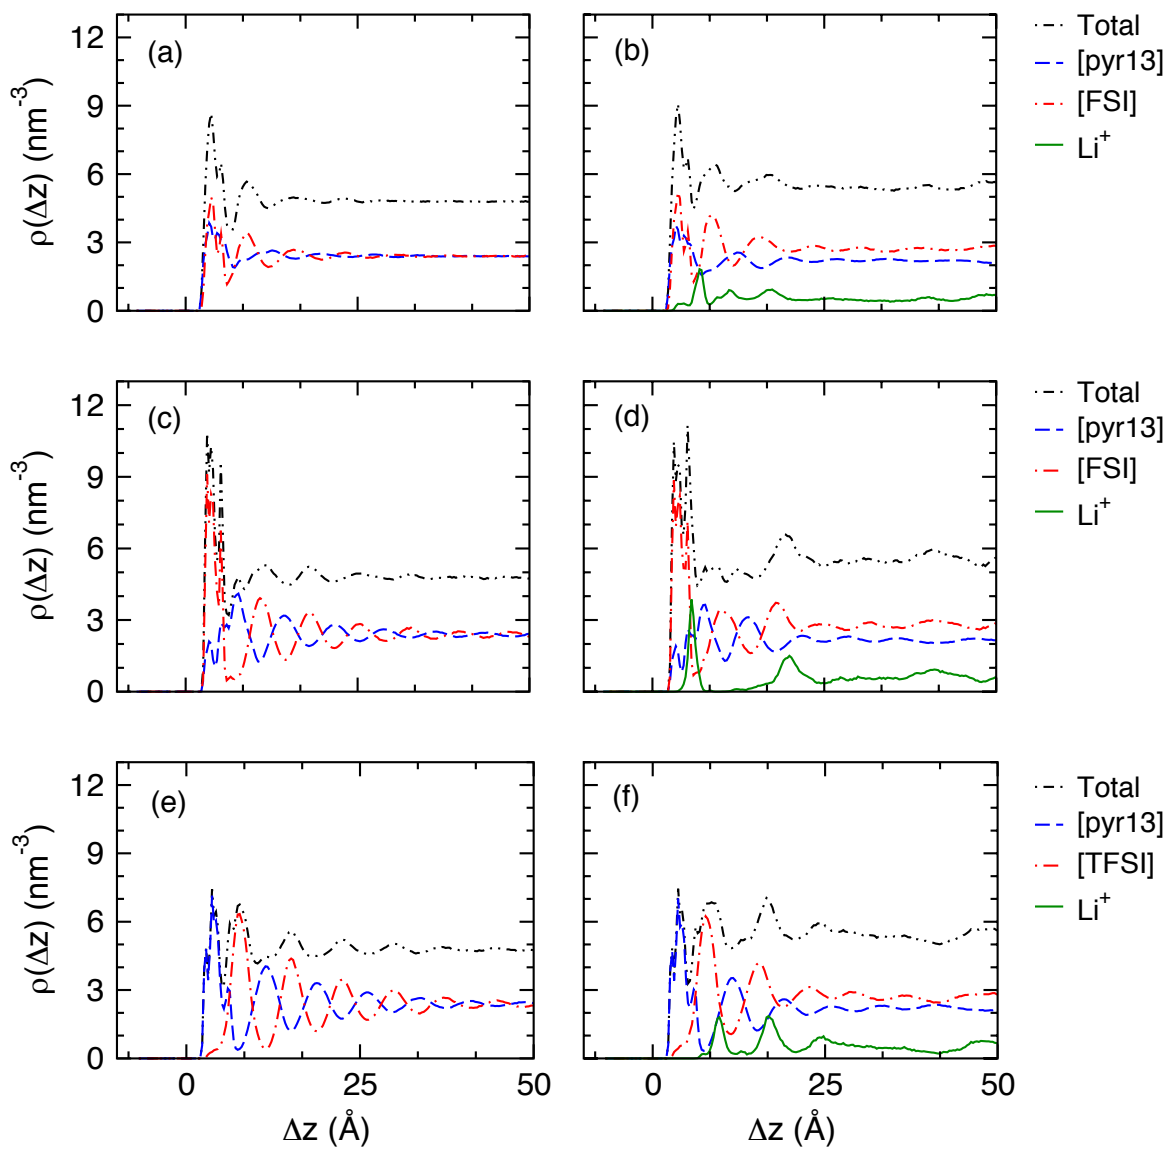 (a)
12
9
6
3
0
ρ(Δz) (nm⁻³)
(b)
Total
[pyr13]
[FSI]
Li⁺
(c)
12
9
6
3
0
ρ(Δz) (nm⁻³)
(d)
Total
[pyr13]
[FSI]
Li⁺
(e)
12
9
6
3
0
ρ(Δz) (nm⁻³)
0 25 50
Δz (Å)
(f)
0 25 50
Δz (Å)
Total
[pyr13]
[TFSI]
Li⁺